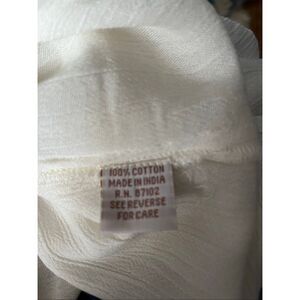 100% COTTON
MADE IN INDIA
R.N. 87102
SEE REVERSE
FOR CARE